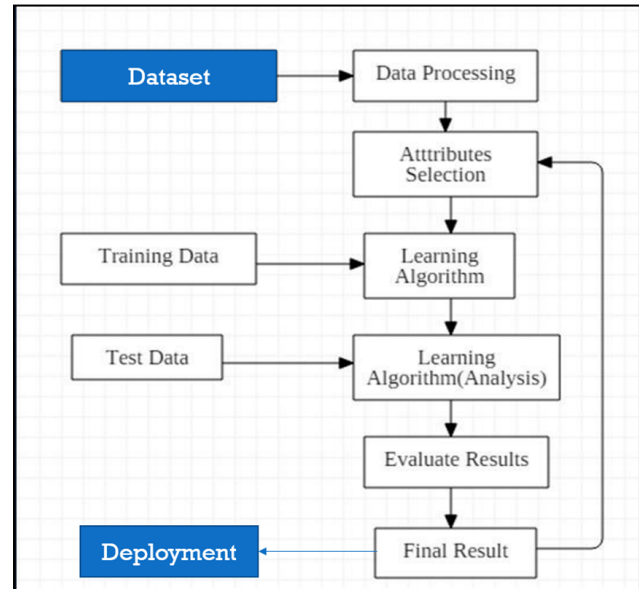 Dataset
Data Processing
Atttributes
Selection
Training Data
Learning
Algorithm
Test Data
Learning
Algorithm(Analysis)
Evaluate Results
Deployment
Final Result